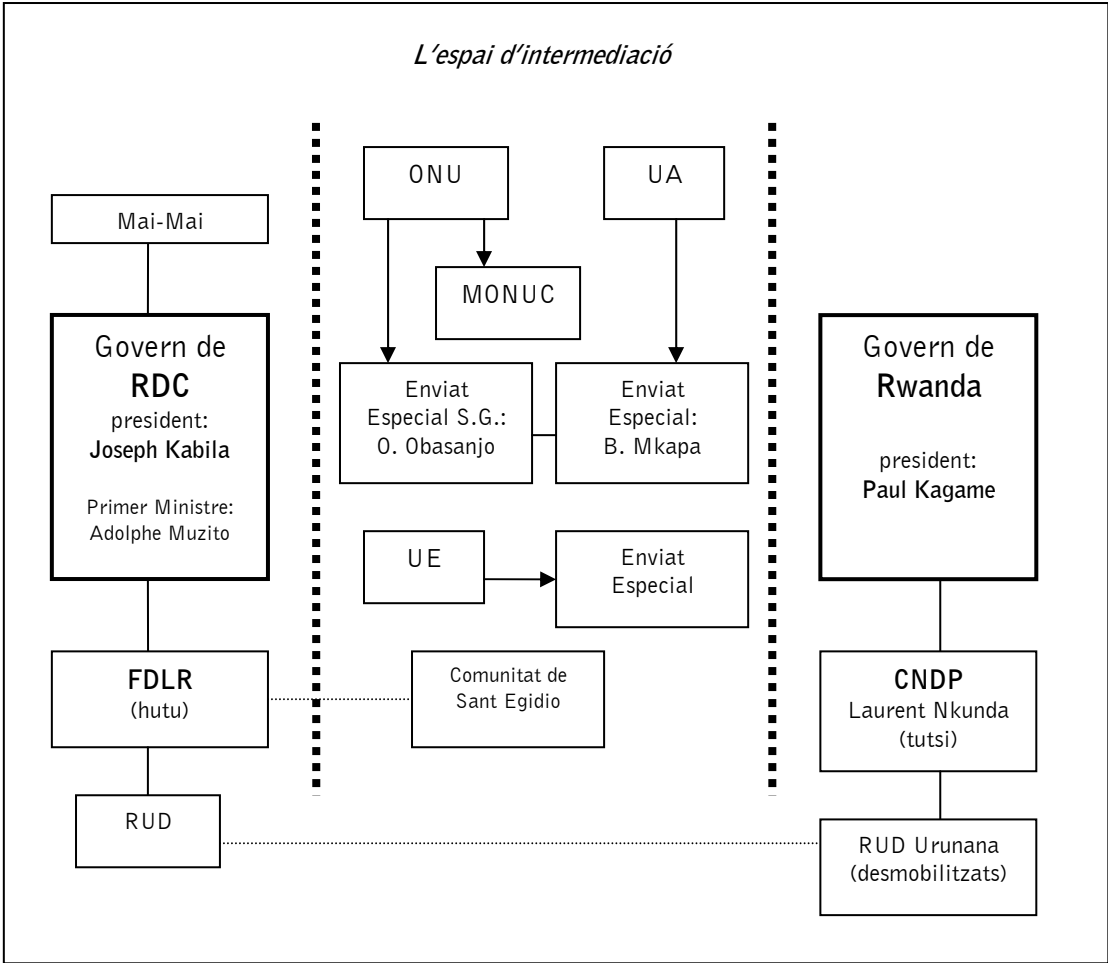 L'espai d'intermediació
ONU
UA
Mai-Mai
MONUC
Govern de
RDC
president:
Joseph Kabila
Primer Ministre:
Adolphe Muzito
Enviat
Especial S.G.:
O. Obasanjo
Enviat
Especial:
B. Mkapa
Govern de
Rwanda
president:
Paul Kagame
UE
Enviat
Especial
FDLR
(hutu)
Comunitat de
Sant Egidio
CNDP
Laurent Nkunda
(tutsi)
RUD
RUD Urunana
(desmobilitzats)